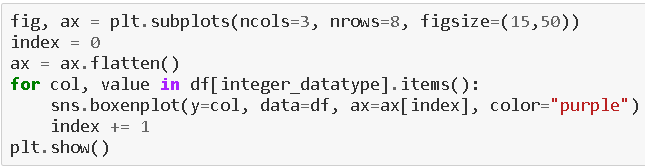 fig, ax = plt.subplots(ncols=3, nrows=8, figsize=(15,50))
index = 0
ax = ax.flatten()
for col, value in df[integer_datatype].items():
    sns.boxenplot(y=col, data=df, ax=ax[index], color="purple")
    index += 1
plt.show()